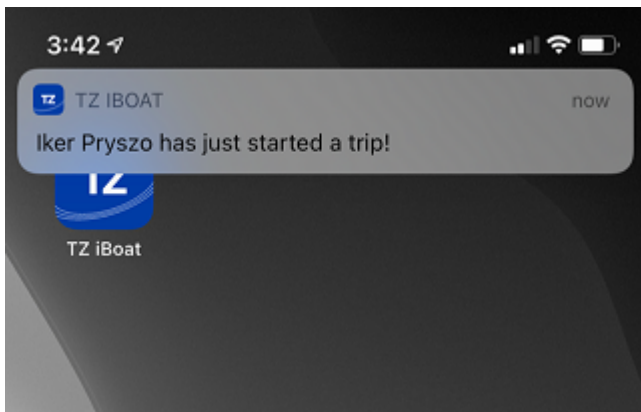 3:42
TZ TZ IBOAT now
Iker Pryszo has just started a trip!
TZ
TZ iBoat